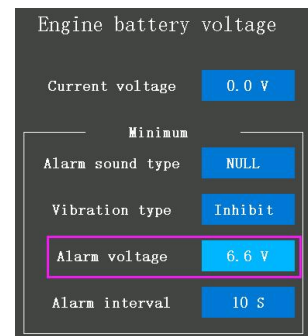 Engine battery voltage
Current voltage 0.0 V
Minimum
Alarm sound type NULL
Vibration type Inhibit
Alarm voltage 6.6 V
Alarm interval 10 S